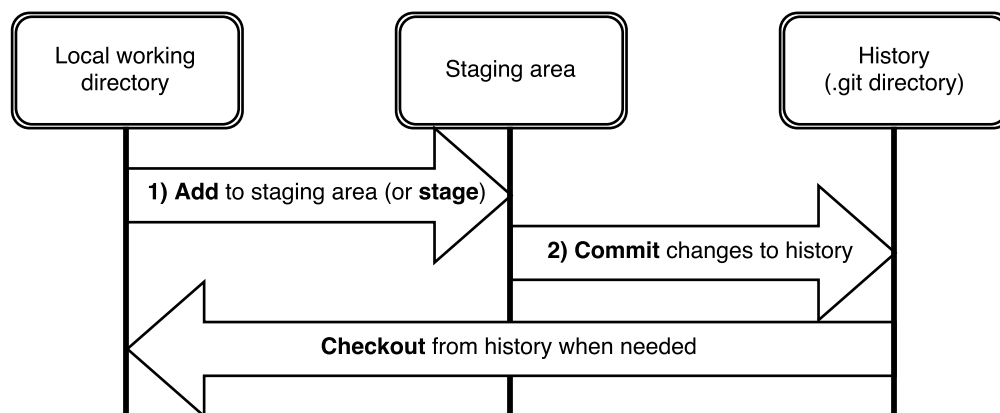 Local working
directory
Staging area
History
(.git directory)
1) Add to staging area (or stage)
2) Commit changes to history
Checkout from history when needed